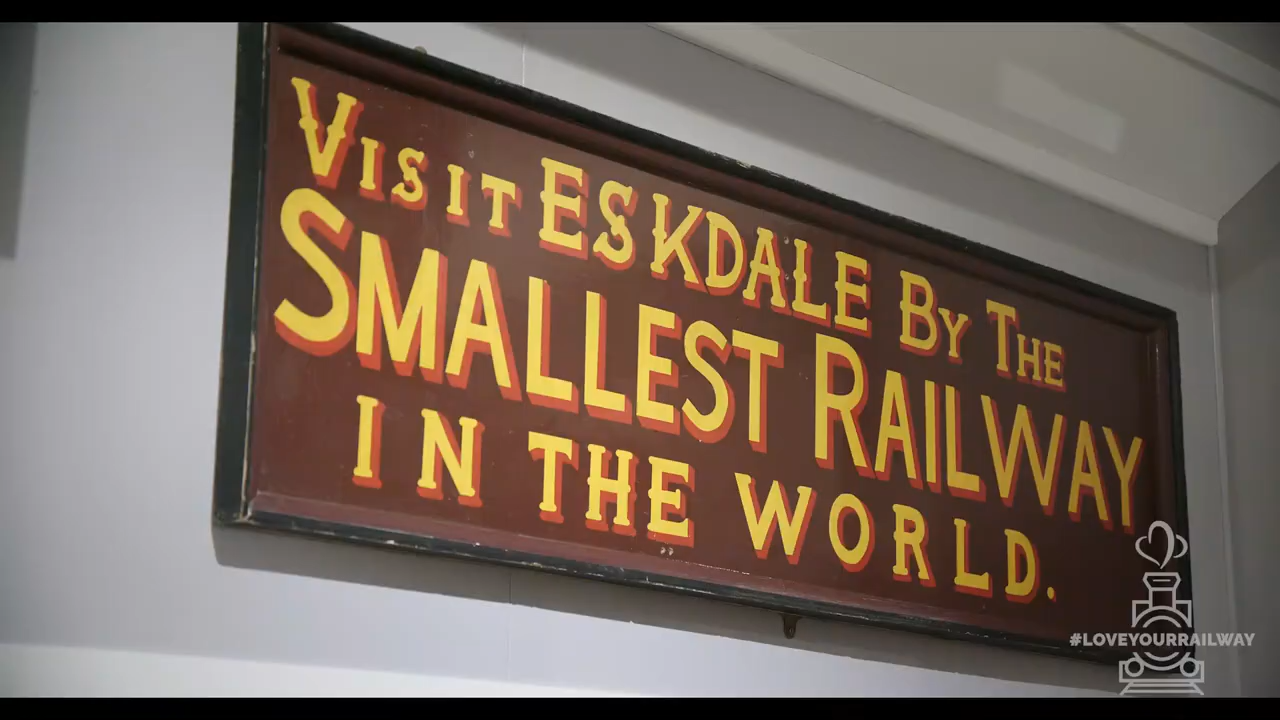 Visit Eskdale By The
Smallest Railway
in the World.
#LOVEYOURRAILWAY